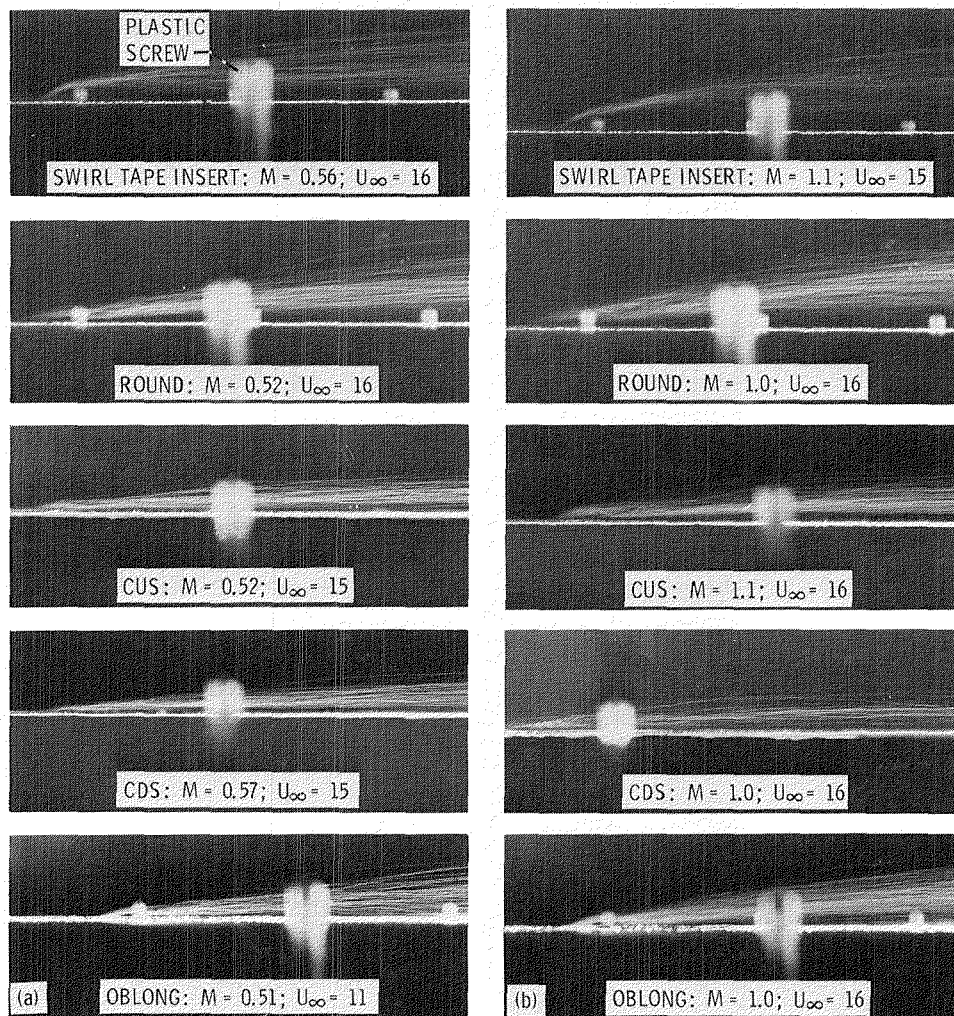 PLASTIC
SCREW
SWIRL TAPE INSERT: M = 0.56; U∞ = 16
SWIRL TAPE INSERT: M = 1.1; U∞ = 15
ROUND: M = 0.52; U∞ = 16
ROUND: M = 1.0; U∞ = 16
CUS: M = 0.52; U∞ = 15
CUS: M = 1.1; U∞ = 16
CDS: M = 0.57; U∞ = 15
CDS: M = 1.0; U∞ = 16
(a)
OBLONG: M = 0.51; U∞ = 11
(b)
OBLONG: M = 1.0; U∞ = 16